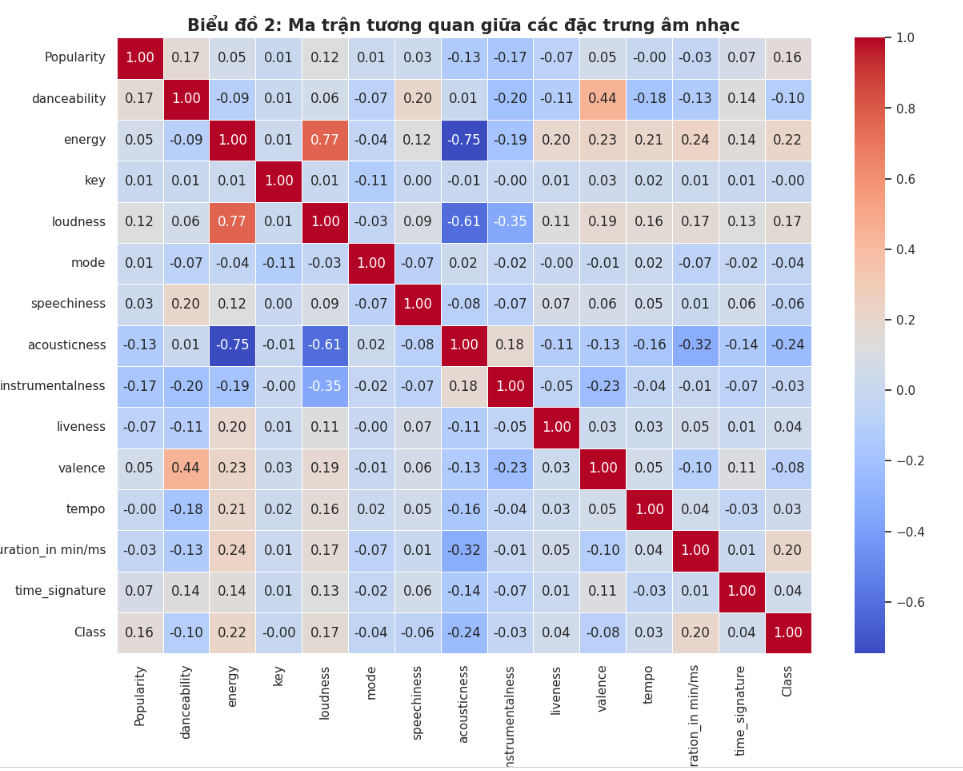 Biểu đồ 2: Ma trận tương quan giữa các đặc trưng âm nhạc
Popularity 1.00 0.17 0.05 0.01 0.12 0.01 0.03 -0.13 -0.17 -0.07 0.05 -0.00 -0.03 0.07 0.16
danceability 0.17 1.00 -0.09 0.01 0.06 -0.07 0.20 0.01 -0.20 -0.11 0.44 -0.18 -0.13 0.14 -0.10
energy 0.05 -0.09 1.00 0.01 0.77 -0.04 0.12 -0.75 -0.19 0.20 0.23 0.21 0.24 0.14 0.22
key 0.01 0.01 0.01 1.00 0.01 -0.11 0.00 -0.01 -0.00 0.01 0.03 0.02 0.01 0.01 -0.00
loudness 0.12 0.06 0.77 0.01 1.00 -0.03 0.09 -0.61 -0.35 0.11 0.19 0.16 0.17 0.13 0.17
mode 0.01 -0.07 -0.04 -0.11 -0.03 1.00 -0.07 0.02 -0.02 -0.00 -0.01 0.02 -0.07 -0.02 -0.04
speechiness 0.03 0.20 0.12 0.00 0.09 -0.07 1.00 -0.08 -0.07 0.07 0.06 0.05 0.01 0.06 -0.06
acousticness -0.13 0.01 -0.75 -0.01 -0.61 0.02 -0.08 1.00 0.18 -0.11 -0.13 -0.16 -0.32 -0.14 -0.24
instrumentalness -0.17 -0.20 -0.19 -0.00 -0.35 -0.02 -0.07 0.18 1.00 -0.05 -0.23 -0.04 -0.01 -0.07 -0.03
liveness -0.07 -0.11 0.20 0.01 0.11 -0.00 0.07 -0.11 -0.05 1.00 0.03 0.03 0.05 0.01 0.04
valence 0.05 0.44 0.23 0.03 0.19 -0.01 0.06 -0.13 -0.23 0.03 1.00 0.05 -0.10 0.11 -0.08
tempo -0.00 -0.18 0.21 0.02 0.16 0.02 0.05 -0.16 -0.04 0.03 0.05 1.00 0.04 -0.03 0.03
uration_in min/ms -0.03 -0.13 0.24 0.01 0.17 -0.07 0.01 -0.32 -0.01 0.05 -0.10 0.04 1.00 0.01 0.20
time_signature 0.07 0.14 0.14 0.01 0.13 -0.02 0.06 -0.14 -0.07 0.01 0.11 -0.03 0.01 1.00 0.04
Class 0.16 -0.10 0.22 -0.00 0.17 -0.04 -0.06 -0.24 -0.03 0.04 -0.08 0.03 0.20 0.04 1.00
Popularity
danceability
energy
key
loudness
mode
speechiness
acousticness
nstrumentalness
liveness
valence
tempo
ration_in min/ms
time_signature
Class
1.0
0.8
0.6
0.4
0.2
0.0
−0.2
−0.4
−0.6